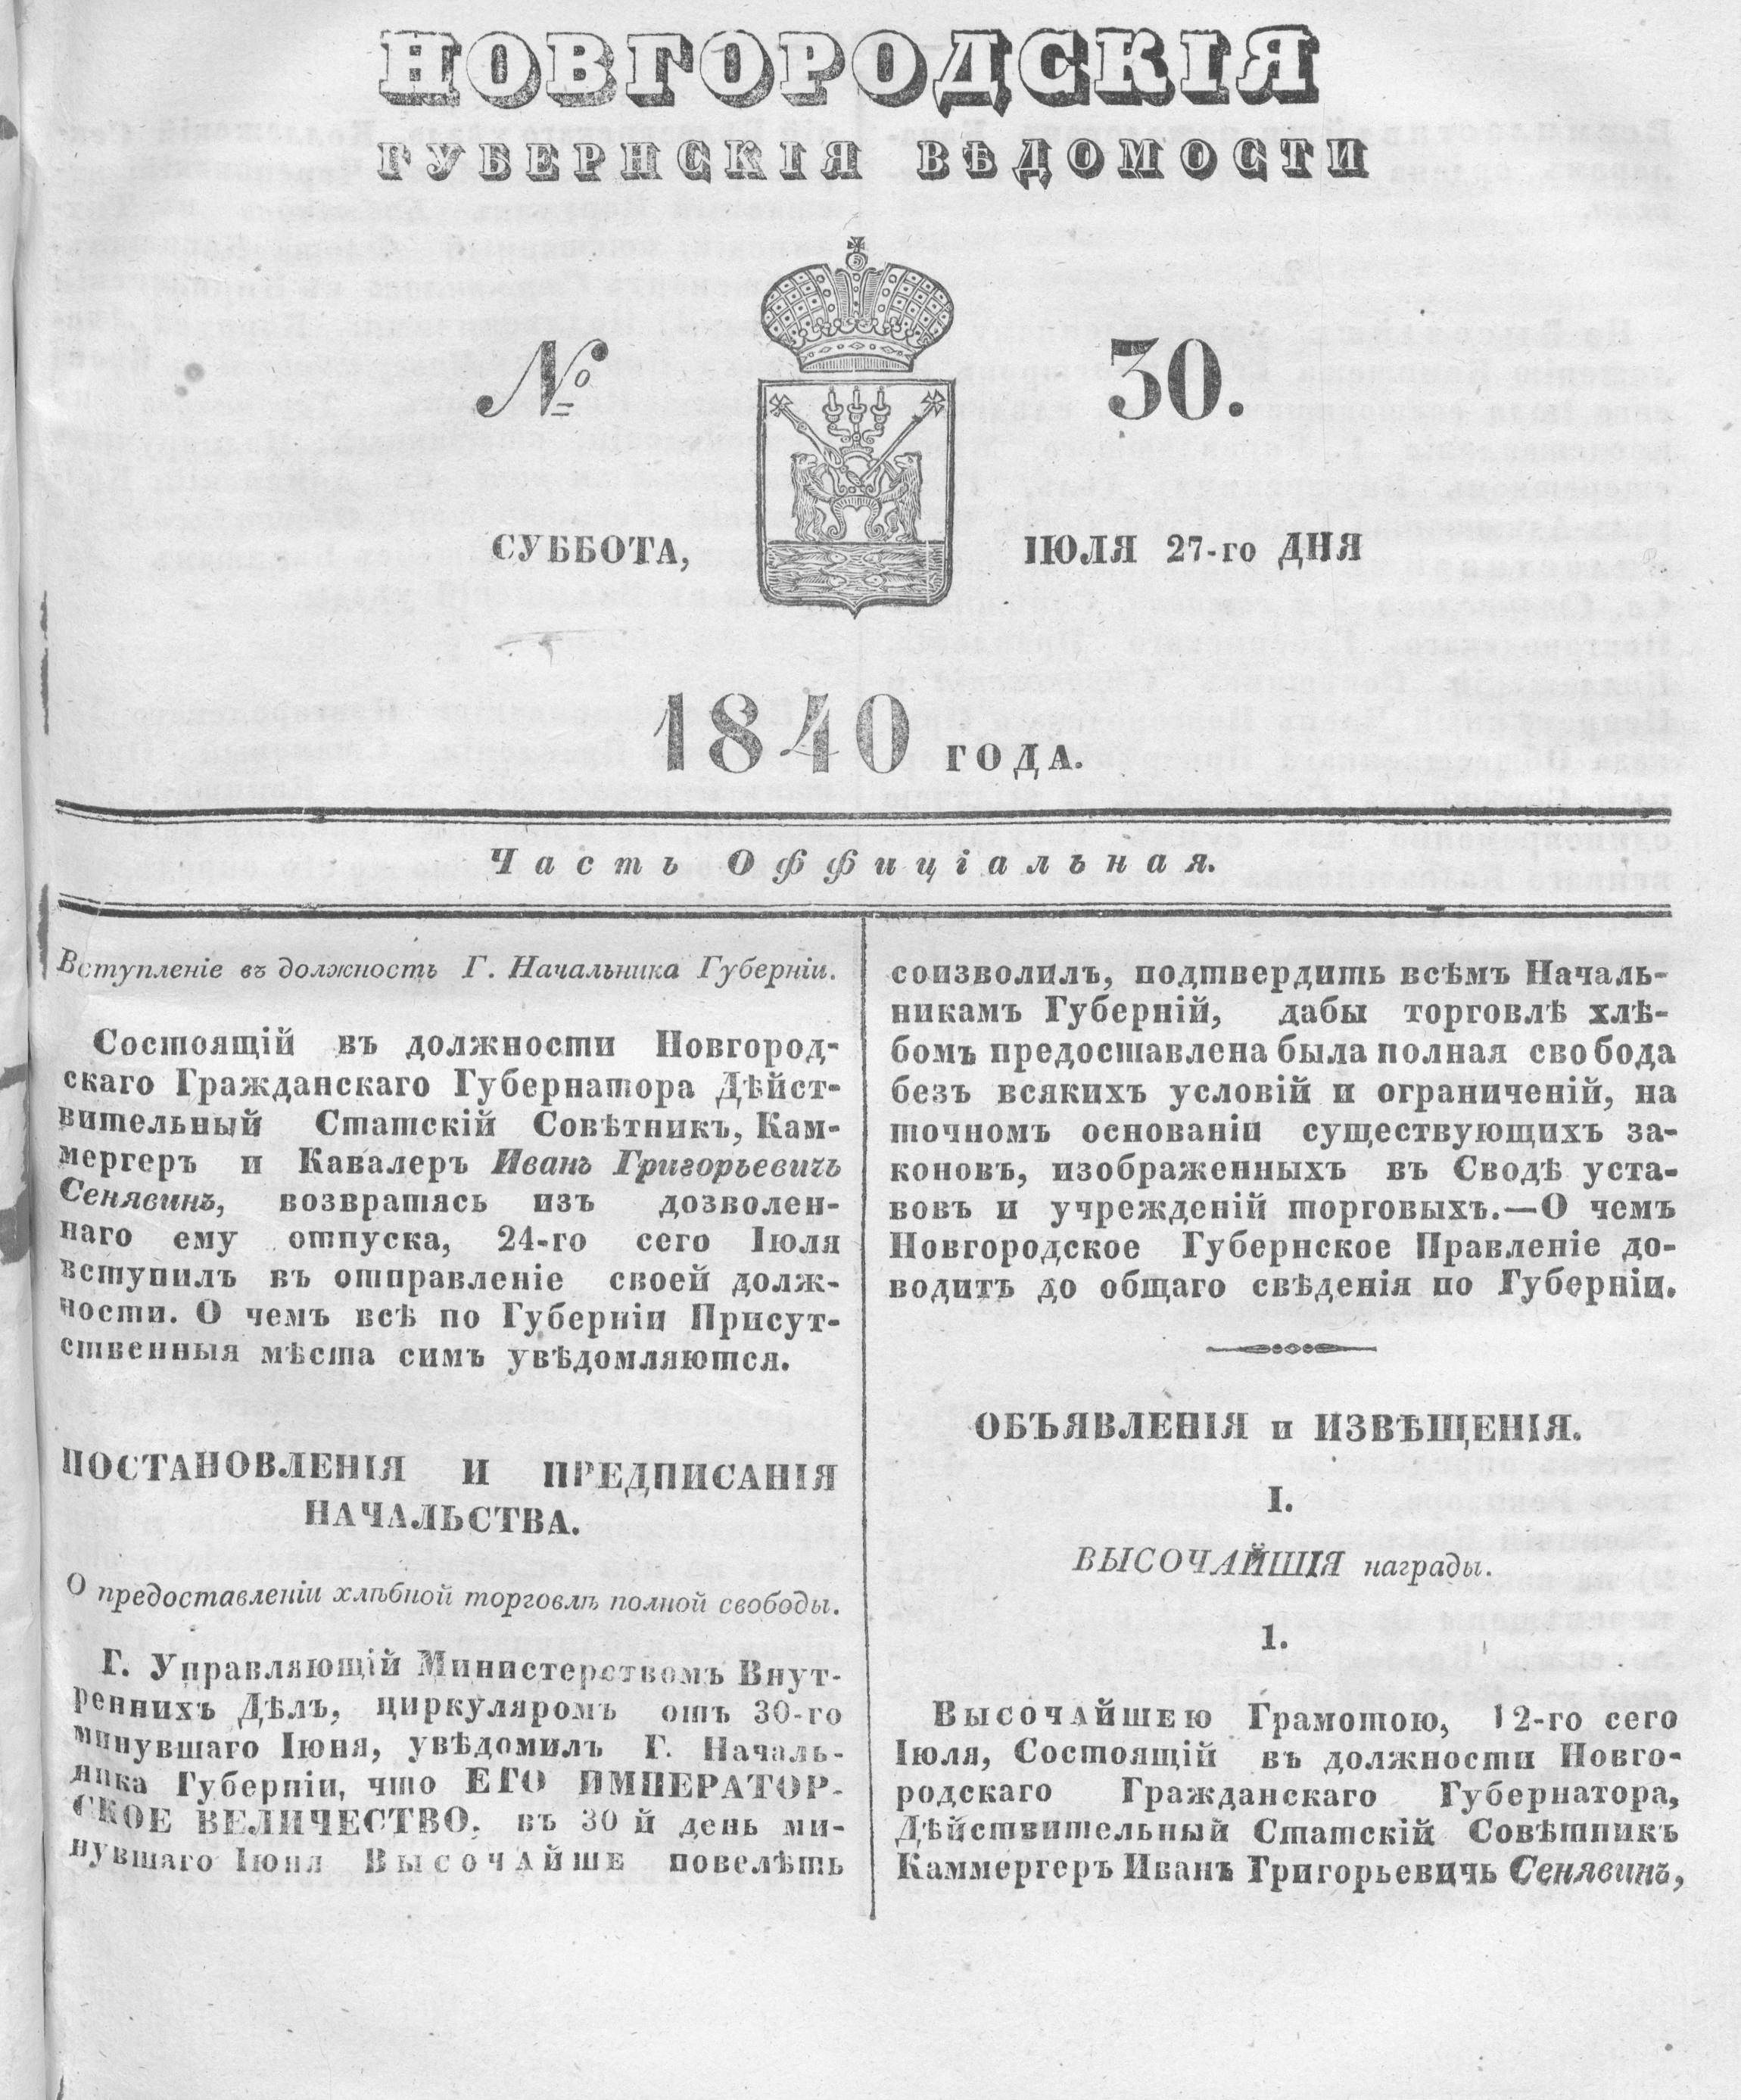 НОВГОРОДСКІЯ
ГУБЕРНСКІЯ ВѢДОМОСТИ
№ 30.
СУББОТА, ІЮЛЯ 27-го ДНЯ
1840 ГОДА.
Часть Оффиціальная.
Вступленіе въ должность Г. Начальника Губерніи.
Состоящій въ должности Новгород-
скаго Гражданскаго Губернатора Дѣйст-
вительный Статскій Совѣтникъ, Кам-
мергеръ и Кавалеръ Иванъ Григорьевичь
Сенявинъ, возвратясь изъ дозволен-
наго ему отпуска, 24-го сего Іюля
вступилъ въ отправленіе своей долж-
ности. О чемъ всѣ по Губерніи Присут-
ственныя мѣста симъ увѣдомляются.
ПОСТАНОВЛЕНІЯ И ПРЕДПИСАНІЯ
НАЧАЛЬСТВА.
О предоставленіи хлѣбной торговлѣ полной свободы.
Г. Управляющій Министерствомъ Внут-
реннихъ Дѣлъ, циркуляромъ отъ 30-го
минувшаго Іюня, увѣдомилъ Г. Началь-
ника Губерніи, что ЕГО ИМПЕРАТОР-
СКОЕ ВЕЛИЧЕСТВО, въ 30 й день ми-
нувшаго Іюня ВЫСОЧАЙШЕ повелѣть
соизволилъ, подтвердить всѣмъ Началь-
никамъ Губерній, дабы торговлѣ хлѣ-
бомъ предоставлена была полная свобода
безъ всякихъ условій и ограниченій, на
точномъ основаніи существующихъ за-
коновъ, изображенныхъ въ Сводѣ уста-
вовъ и учрежденій торговыхъ.—О чемъ
Новгородское Губернское Правленіе до-
водитъ до общаго свѣденія по Губерніи.
ОБЪЯВЛЕНІЯ и ИЗВѢЩЕНІЯ.
I.
ВЫСОЧАЙШІЯ награды.
1.
ВЫСОЧАЙШЕЮ Грамотою, 12-го сего
Іюля, Состоящій въ должности Новго-
родскаго Гражданскаго Губернатора,
Дѣйствительный Статскій Совѣтникъ
Каммергеръ Иванъ Григорьевичь Сенявинъ,